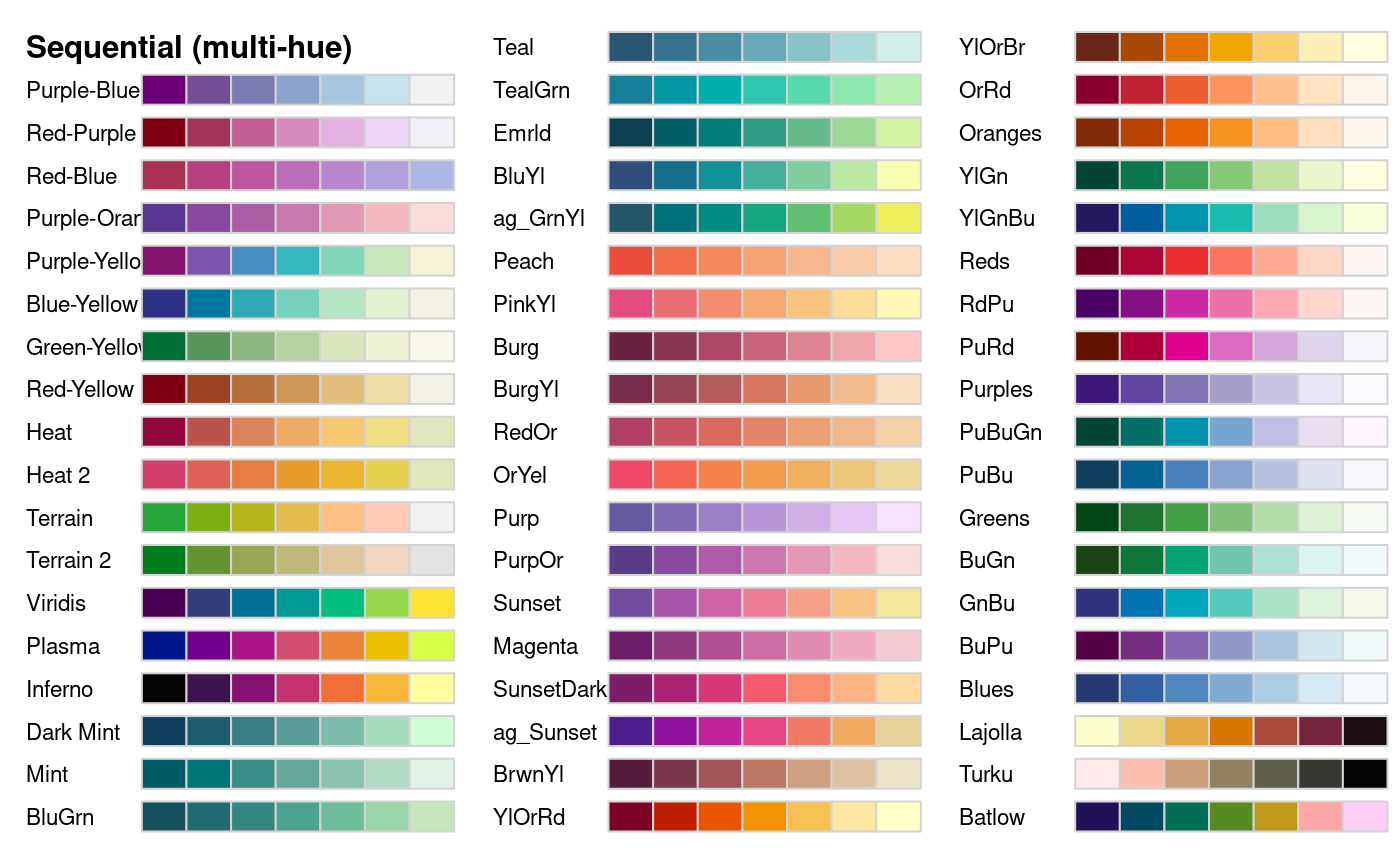 Sequential (multi-hue)
Purple-Blue
Red-Purple
Red-Blue
Purple-Oran
Purple-Yello
Blue-Yellow
Green-Yellow
Red-Yellow
Heat
Heat 2
Terrain
Terrain 2
Viridis
Plasma
Inferno
Dark Mint
Mint
BluGrn
Teal
TealGrn
Emrld
BluYl
ag_GrnYl
Peach
PinkYl
Burg
BurgYl
RedOr
OrYel
Purp
PurpOr
Sunset
Magenta
SunsetDark
ag_Sunset
BrwnYl
YlOrRd
YlOrBr
OrRd
Oranges
YlGn
YlGnBu
Reds
RdPu
PuRd
Purples
PuBuGn
PuBu
Greens
BuGn
GnBu
BuPu
Blues
Lajolla
Turku
Batlow